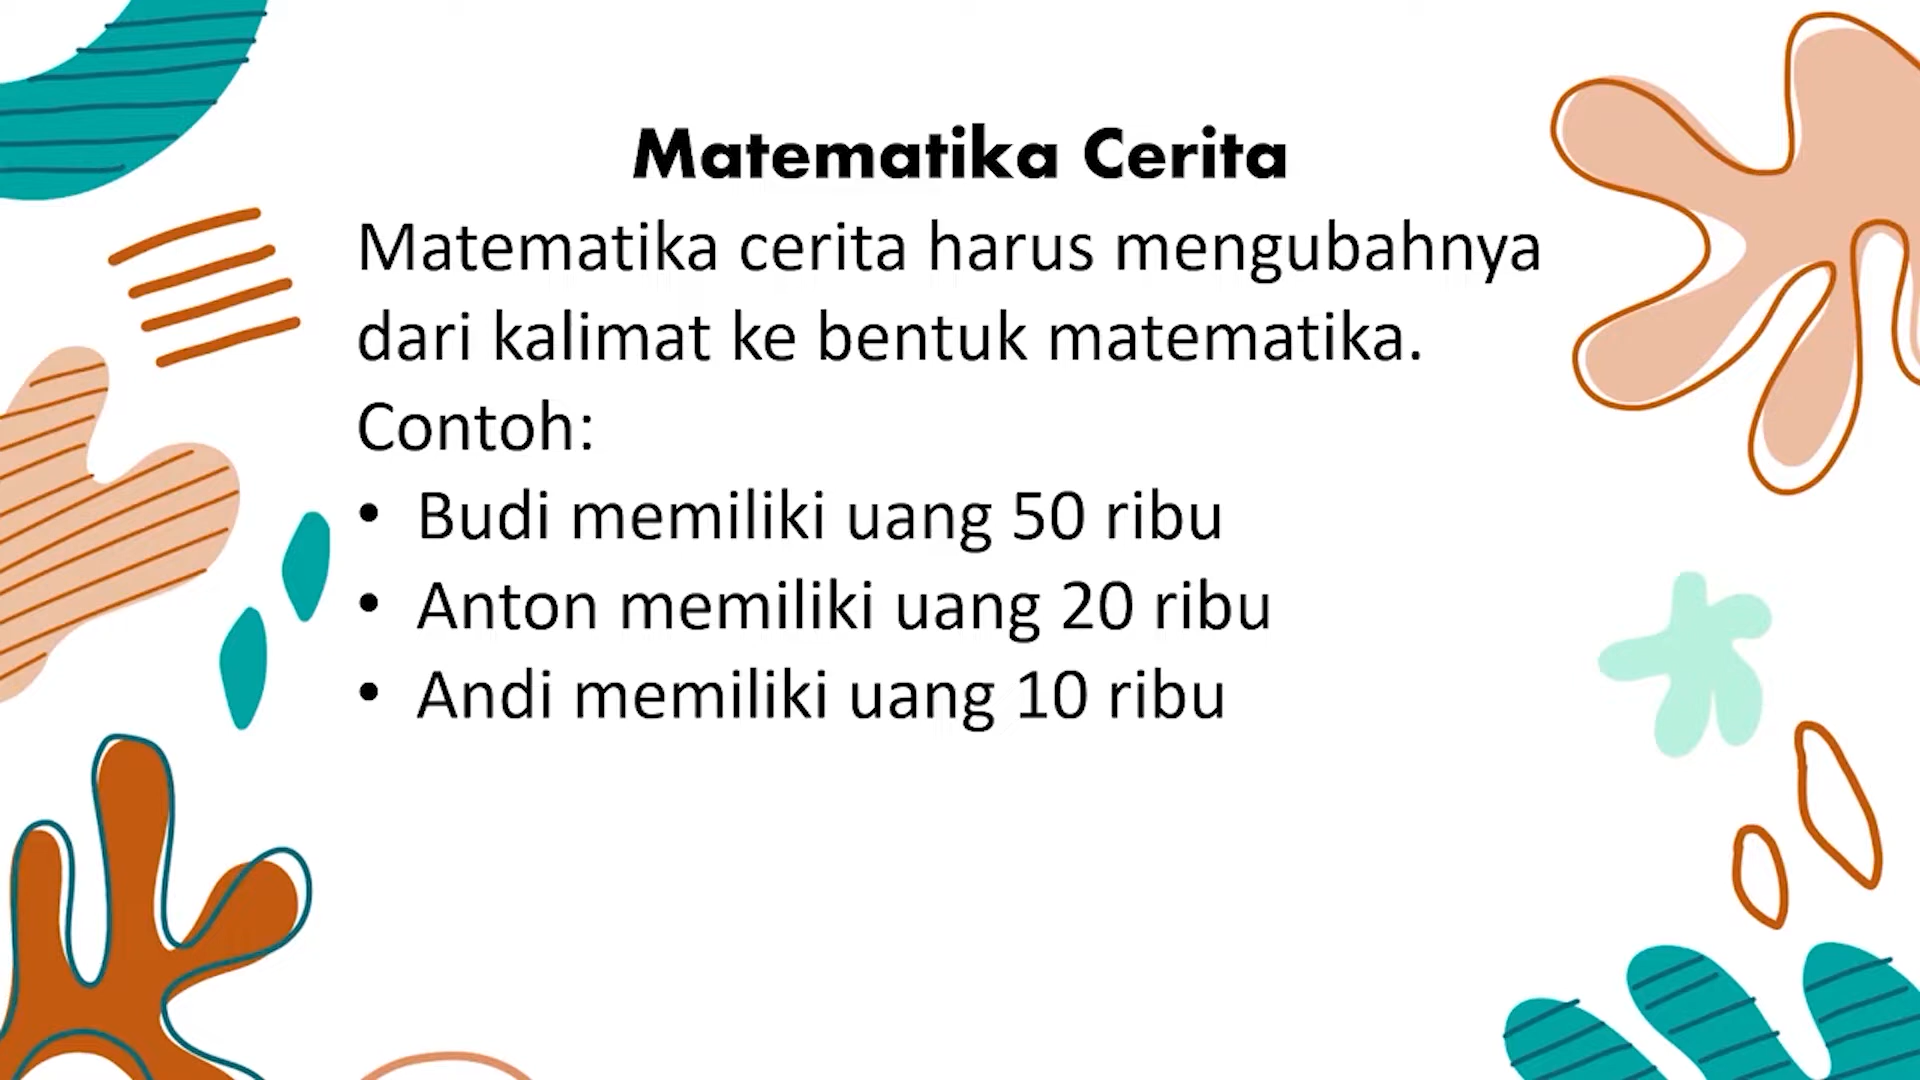 Matematika Cerita
Matematika cerita harus mengubahnya
dari kalimat ke bentuk matematika.
Contoh:
• Budi memiliki uang 50 ribu
• Anton memiliki uang 20 ribu
• Andi memiliki uang 10 ribu